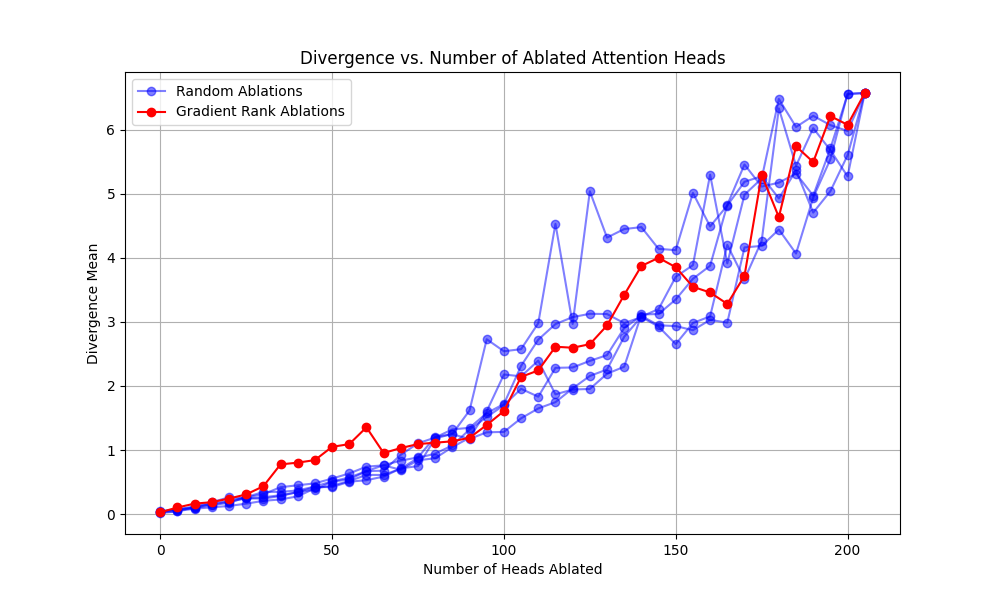 Divergence vs. Number of Ablated Attention Heads
Random Ablations
Gradient Rank Ablations
Divergence Mean
6
5
4
3
2
1
0
0 50 100 150 200
Number of Heads Ablated